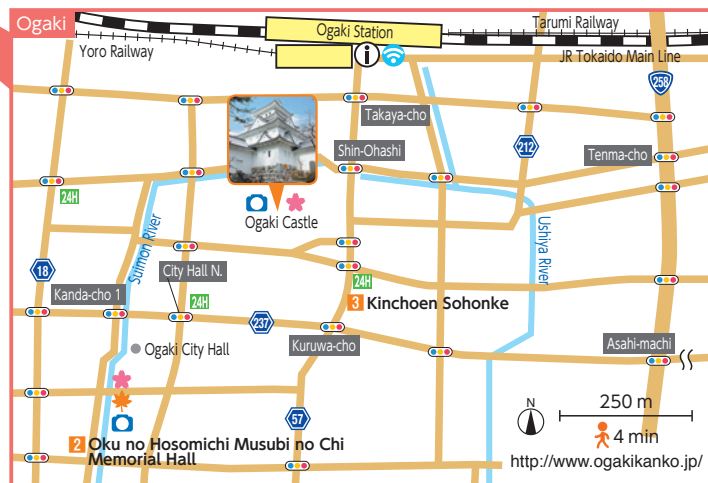 Ogaki
Ogaki Station
Tarumi Railway
Yoro Railway
i
JR Tokaido Main Line
258
Takaya-cho
212
Shin-Ohashi
Tenma-cho
24H
Ogaki Castle
Suimon River
Ushiya River
18
City Hall N.
24H
Kanda-cho 1
24H
3 Kinchoen Sohonke
237
Kuruwa-cho
Ogaki City Hall
Asahi-machi
57
N
250 m
4 min
2 Oku no Hosomichi Musubi no Chi
Memorial Hall
http://www.ogakikanko.jp/